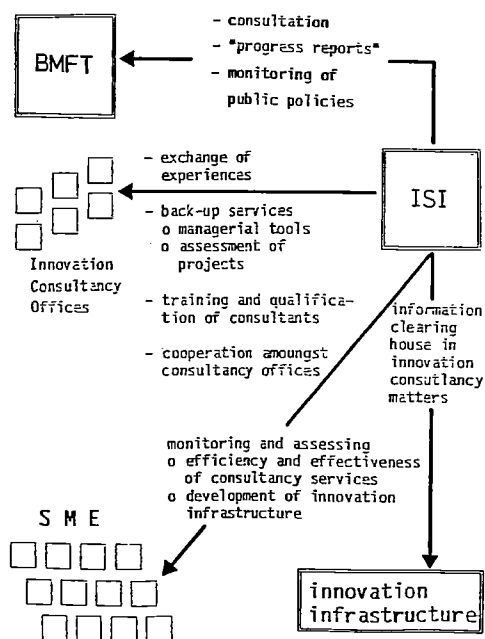 - consultation
- "progress reports"
- monitoring of
public policies
BMFT
ISI
- exchange of
experiences
- back-up services
o managerial tools
o assessment of
projects
- training and qualifica-
tion of consultants
- cooperation amongst
consultancy offices
Innovation
Consultancy
Offices
information
clearing
house in
innovation
consutlancy
matters
monitoring and assessing
o efficiency and effectiveness
of consultancy services
o development of innovation
infrastructure
S M E
innovation
infrastructure